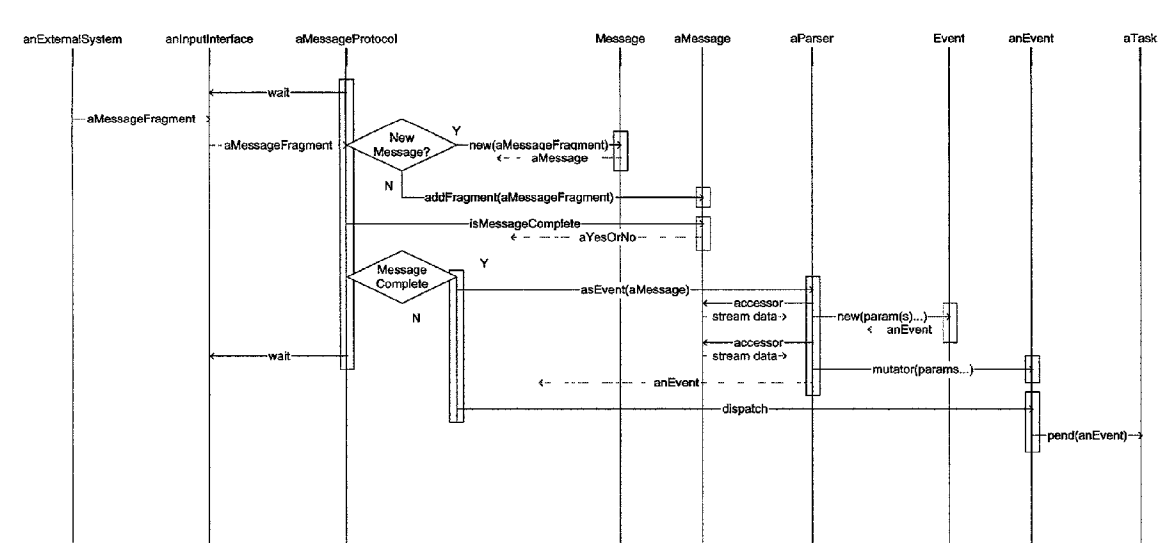 anExternalSystem anInputInterface aMessageProtocol Message aMessage aParser Event anEvent aTask
wait
aMessageFragment
Y
New
Message?
aMessageFragment
new(aMessageFragment)
aMessage
N
addFragment(aMessageFragment)
isMessageComplete
aYesOrNo
Y
Message
Complete
asEvent(aMessage)
accessor
N
stream data
new(param(s)...)
anEvent
accessor
wait
stream data
mutator(params...)
anEvent
dispatch
pend(anEvent)